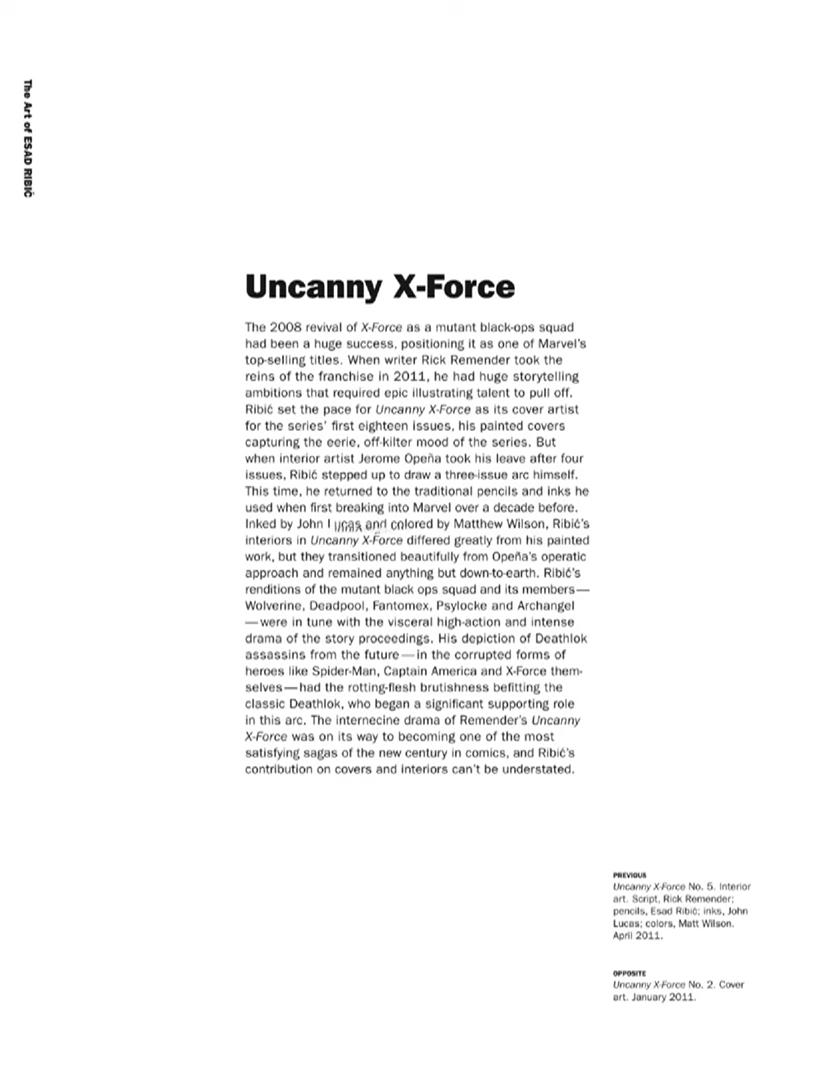 The Art of ESAD RIBIĆ
Uncanny X-Force
The 2008 revival of X-Force as a mutant black-ops squad
had been a huge success, positioning it as one of Marvel's
top-selling titles. When writer Rick Remender took the
reins of the franchise in 2011, he had huge storytelling
ambitions that required epic illustrating talent to pull off.
Ribić set the pace for Uncanny X-Force as its cover artist
for the series' first eighteen issues, his painted covers
capturing the eerie, off-kilter mood of the series. But
when interior artist Jerome Opeña took his leave after four
issues, Ribić stepped up to draw a three-issue arc himself.
This time, he returned to the traditional pencils and inks he
used when first breaking into Marvel over a decade before.
Inked by John Lucas and colored by Matthew Wilson, Ribić's
interiors in Uncanny X-Force differed greatly from his painted
work, but they transitioned beautifully from Opeña's operatic
approach and remained anything but down-to-earth. Ribić's
renditions of the mutant black ops squad and its members—
Wolverine, Deadpool, Fantomex, Psylocke and Archangel
—were in tune with the visceral high-action and intense
drama of the story proceedings. His depiction of Deathlok
assassins from the future—in the corrupted forms of
heroes like Spider-Man, Captain America and X-Force them-
selves—had the rotting-flesh brutishness befitting the
classic Deathlok, who began a significant supporting role
in this arc. The internecine drama of Remender's Uncanny
X-Force was on its way to becoming one of the most
satisfying sagas of the new century in comics, and Ribić's
contribution on covers and interiors can't be understated.
PREVIOUS
Uncanny X-Force No. 5. Interior
art. Script, Rick Remender;
pencils, Esad Ribić; inks, John
Lucas; colors, Matt Wilson.
April 2011.
OPPOSITE
Uncanny X-Force No. 2. Cover
art. January 2011.